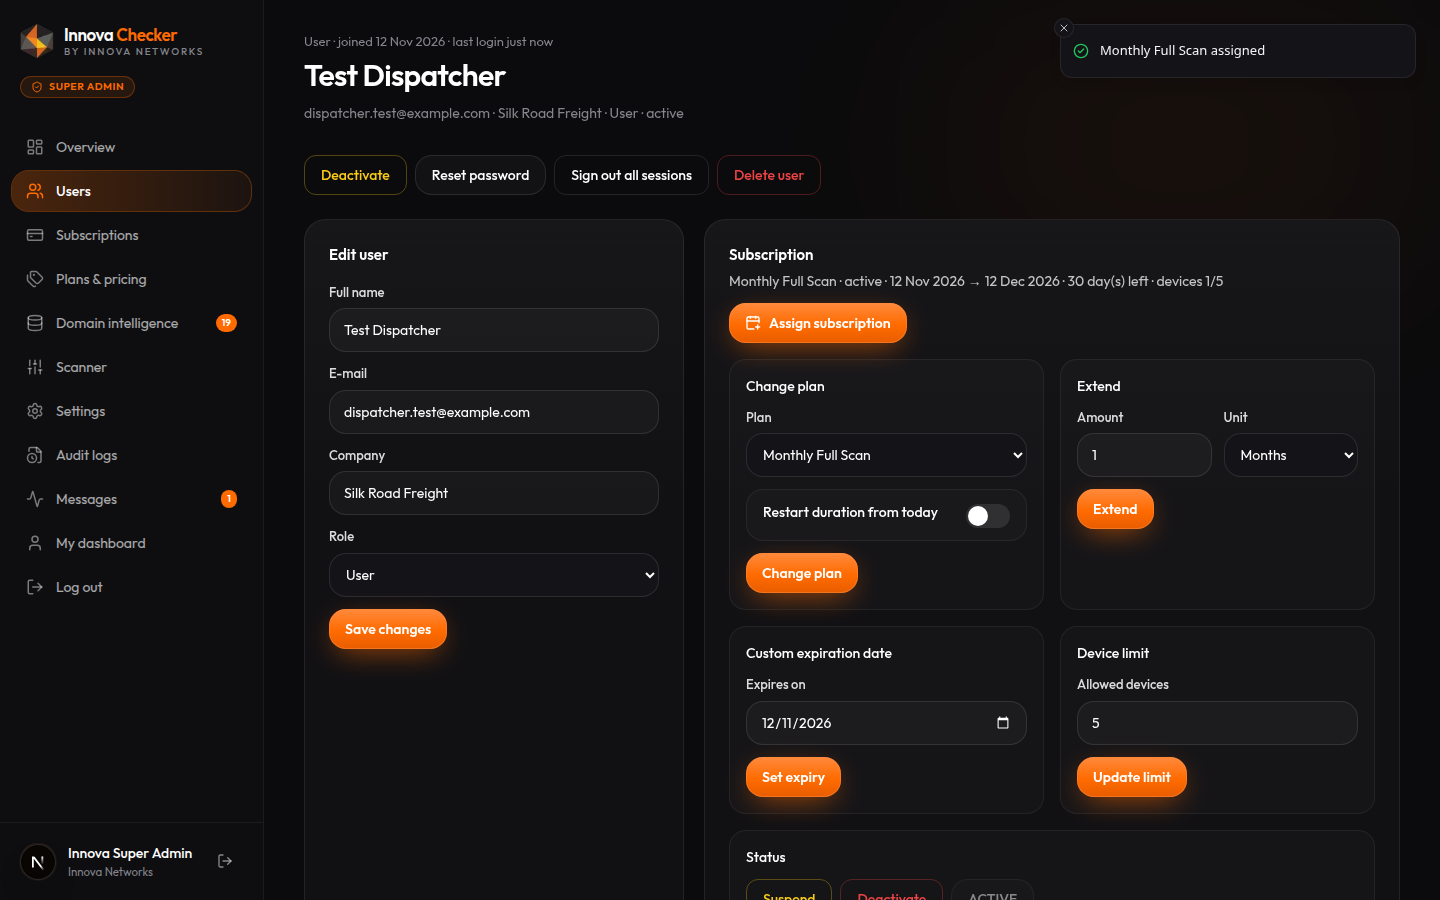 Innova Checker
BY INNOVA NETWORKS
SUPER ADMIN
Overview
Users
Subscriptions
Plans & pricing
Domain intelligence 19
Scanner
Settings
Audit logs
Messages 1
My dashboard
Log out
Innova Super Admin
Innova Networks
User · joined 12 Nov 2026 · last login just now
Test Dispatcher
dispatcher.test@example.com · Silk Road Freight · User · active
Monthly Full Scan assigned
Deactivate
Reset password
Sign out all sessions
Delete user
Edit user
Full name
Test Dispatcher
E-mail
dispatcher.test@example.com
Company
Silk Road Freight
Role
User
Save changes
Subscription
Monthly Full Scan · active · 12 Nov 2026 → 12 Dec 2026 · 30 day(s) left · devices 1/5
Assign subscription
Change plan
Plan
Monthly Full Scan
Restart duration from today
Change plan
Extend
Amount
Unit
1
Months
Extend
Custom expiration date
Expires on
12/11/2026
Set expiry
Device limit
Allowed devices
5
Update limit
Status
Suspend
Deactivate
ACTIVE